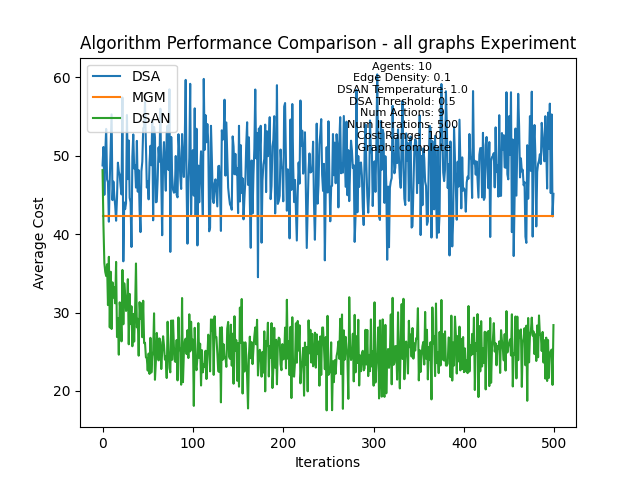 Algorithm Performance Comparison - all graphs Experiment
DSA
MGM
DSAN
Agents: 10
Edge Density: 0.1
DSAN Temperature: 1.0
DSA Threshold: 0.5
Num Actions: 9
Num Iterations: 500
Cost Range: 101
Graph: complete
Average Cost
60
50
40
30
20
0
100
200
300
400
500
Iterations